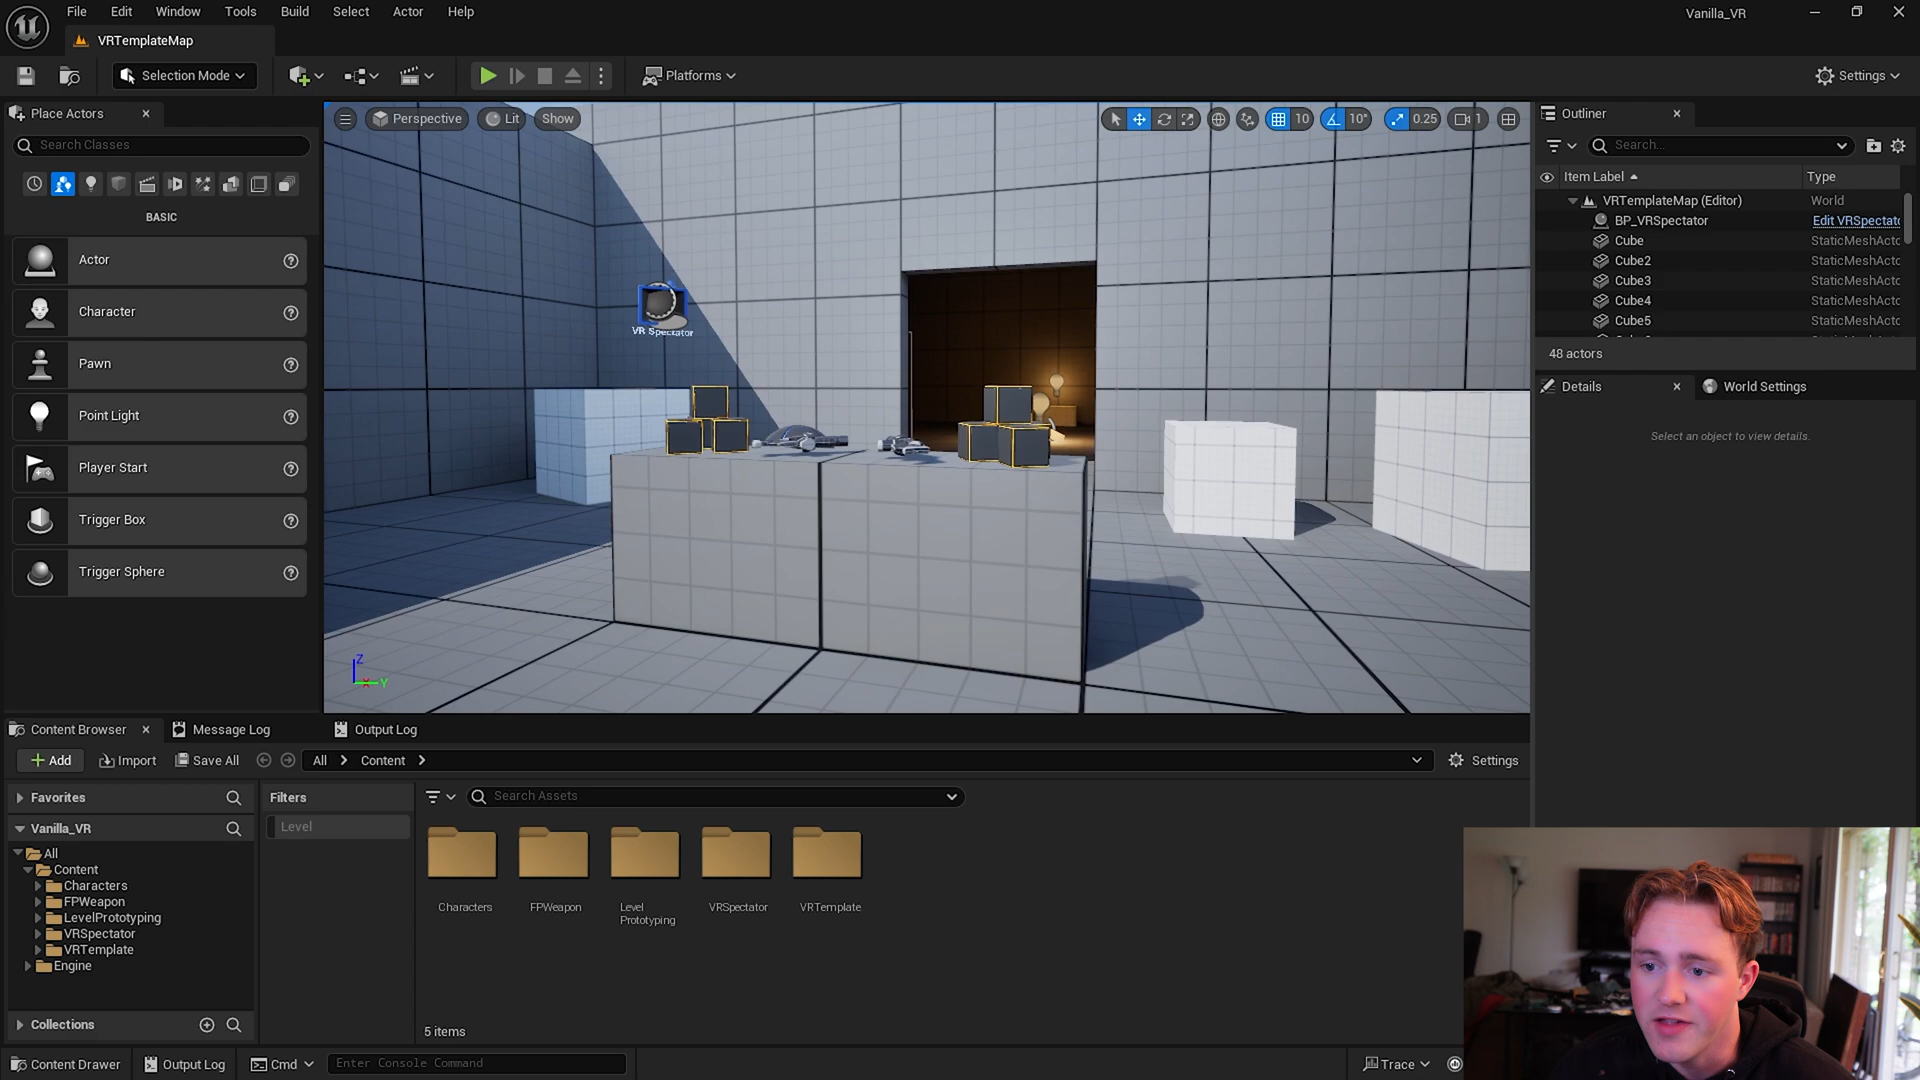 File Edit Window Tools Build Select Actor Help
Vanilla_VR
VRTemplateMap
Selection Mode
Platforms
Settings
Place Actors
Search Classes
BASIC
Actor
Character
Pawn
Point Light
Player Start
Trigger Box
Trigger Sphere
Perspective Lit Show
10 10° 0.25 1
VR Spectator
Z
X Y
Outliner
Search...
Item Label Type
VRTemplateMap (Editor) World
BP_VRSpectator Edit VRSpectato
Cube StaticMeshActo
Cube2 StaticMeshActo
Cube3 StaticMeshActo
Cube4 StaticMeshActo
Cube5 StaticMeshActo
48 actors
Details World Settings
Select an object to view details.
Content Browser Message Log Output Log
Add Import Save All All Content Settings
Favorites
Vanilla_VR
All
Content
Characters
FPWeapon
LevelPrototyping
VRSpectator
VRTemplate
Engine
Collections
Filters
Level
Search Assets
Characters FPWeapon Level Prototyping VRSpectator VRTemplate
5 items
Content Drawer Output Log Cmd Enter Console Command Trace